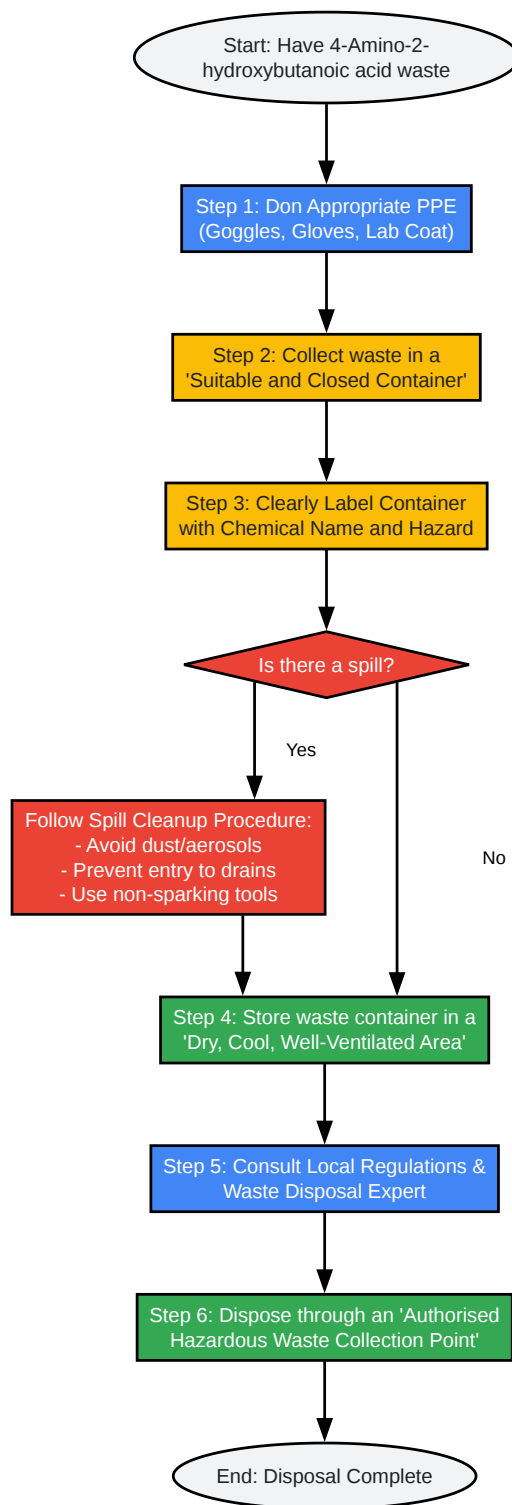 Start: Have 4-Amino-2-
hydroxybutanoic acid waste
Step 1: Don Appropriate PPE
(Goggles, Gloves, Lab Coat)
Step 2: Collect waste in a
'Suitable and Closed Container'
Step 3: Clearly Label Container
with Chemical Name and Hazard
Is there a spill?
Yes
Follow Spill Cleanup Procedure:
- Avoid dust/aerosols
- Prevent entry to drains
- Use non-sparking tools
No
Step 4: Store waste container in a
'Dry, Cool, Well-Ventilated Area'
Step 5: Consult Local Regulations &
Waste Disposal Expert
Step 6: Dispose through an 'Authorised
Hazardous Waste Collection Point'
End: Disposal Complete